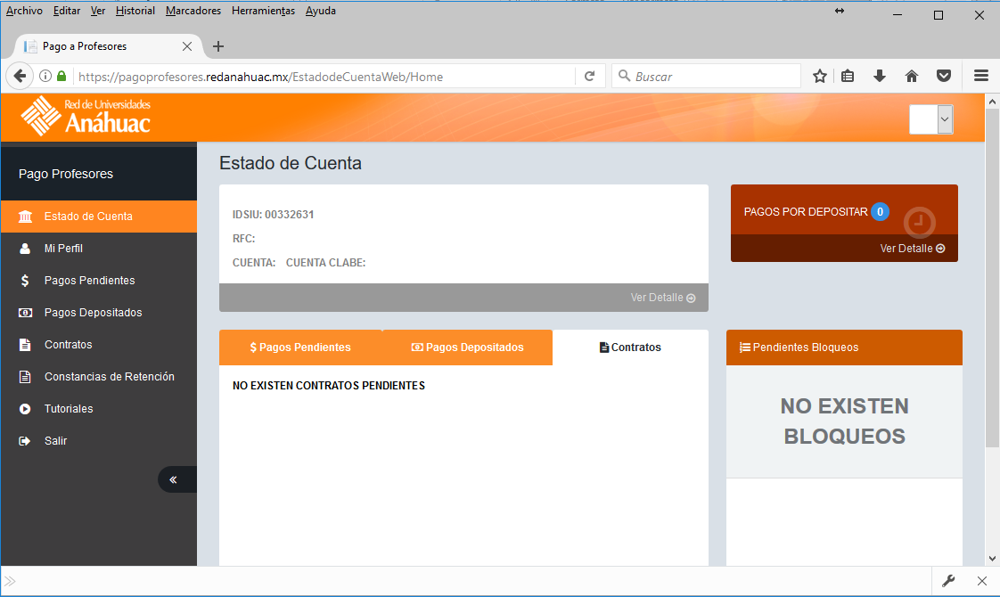 Archivo Editar Ver Historial Marcadores Herramientas Ayuda
Pago a Profesores
https://pagoprofesores.redanahuac.mx/EstadodeCuentaWeb/Home
Buscar
Red de Universidades
Anáhuac
Pago Profesores
Estado de Cuenta
Mi Perfil
Pagos Pendientes
Pagos Depositados
Contratos
Constancias de Retención
Tutoriales
Salir
Estado de Cuenta
IDSIU: 00332631
RFC:
CUENTA: CUENTA CLABE:
Ver Detalle
PAGOS POR DEPOSITAR 0
Ver Detalle
$ Pagos Pendientes
Pagos Depositados
Contratos
NO EXISTEN CONTRATOS PENDIENTES
Pendientes Bloqueos
NO EXISTEN
BLOQUEOS